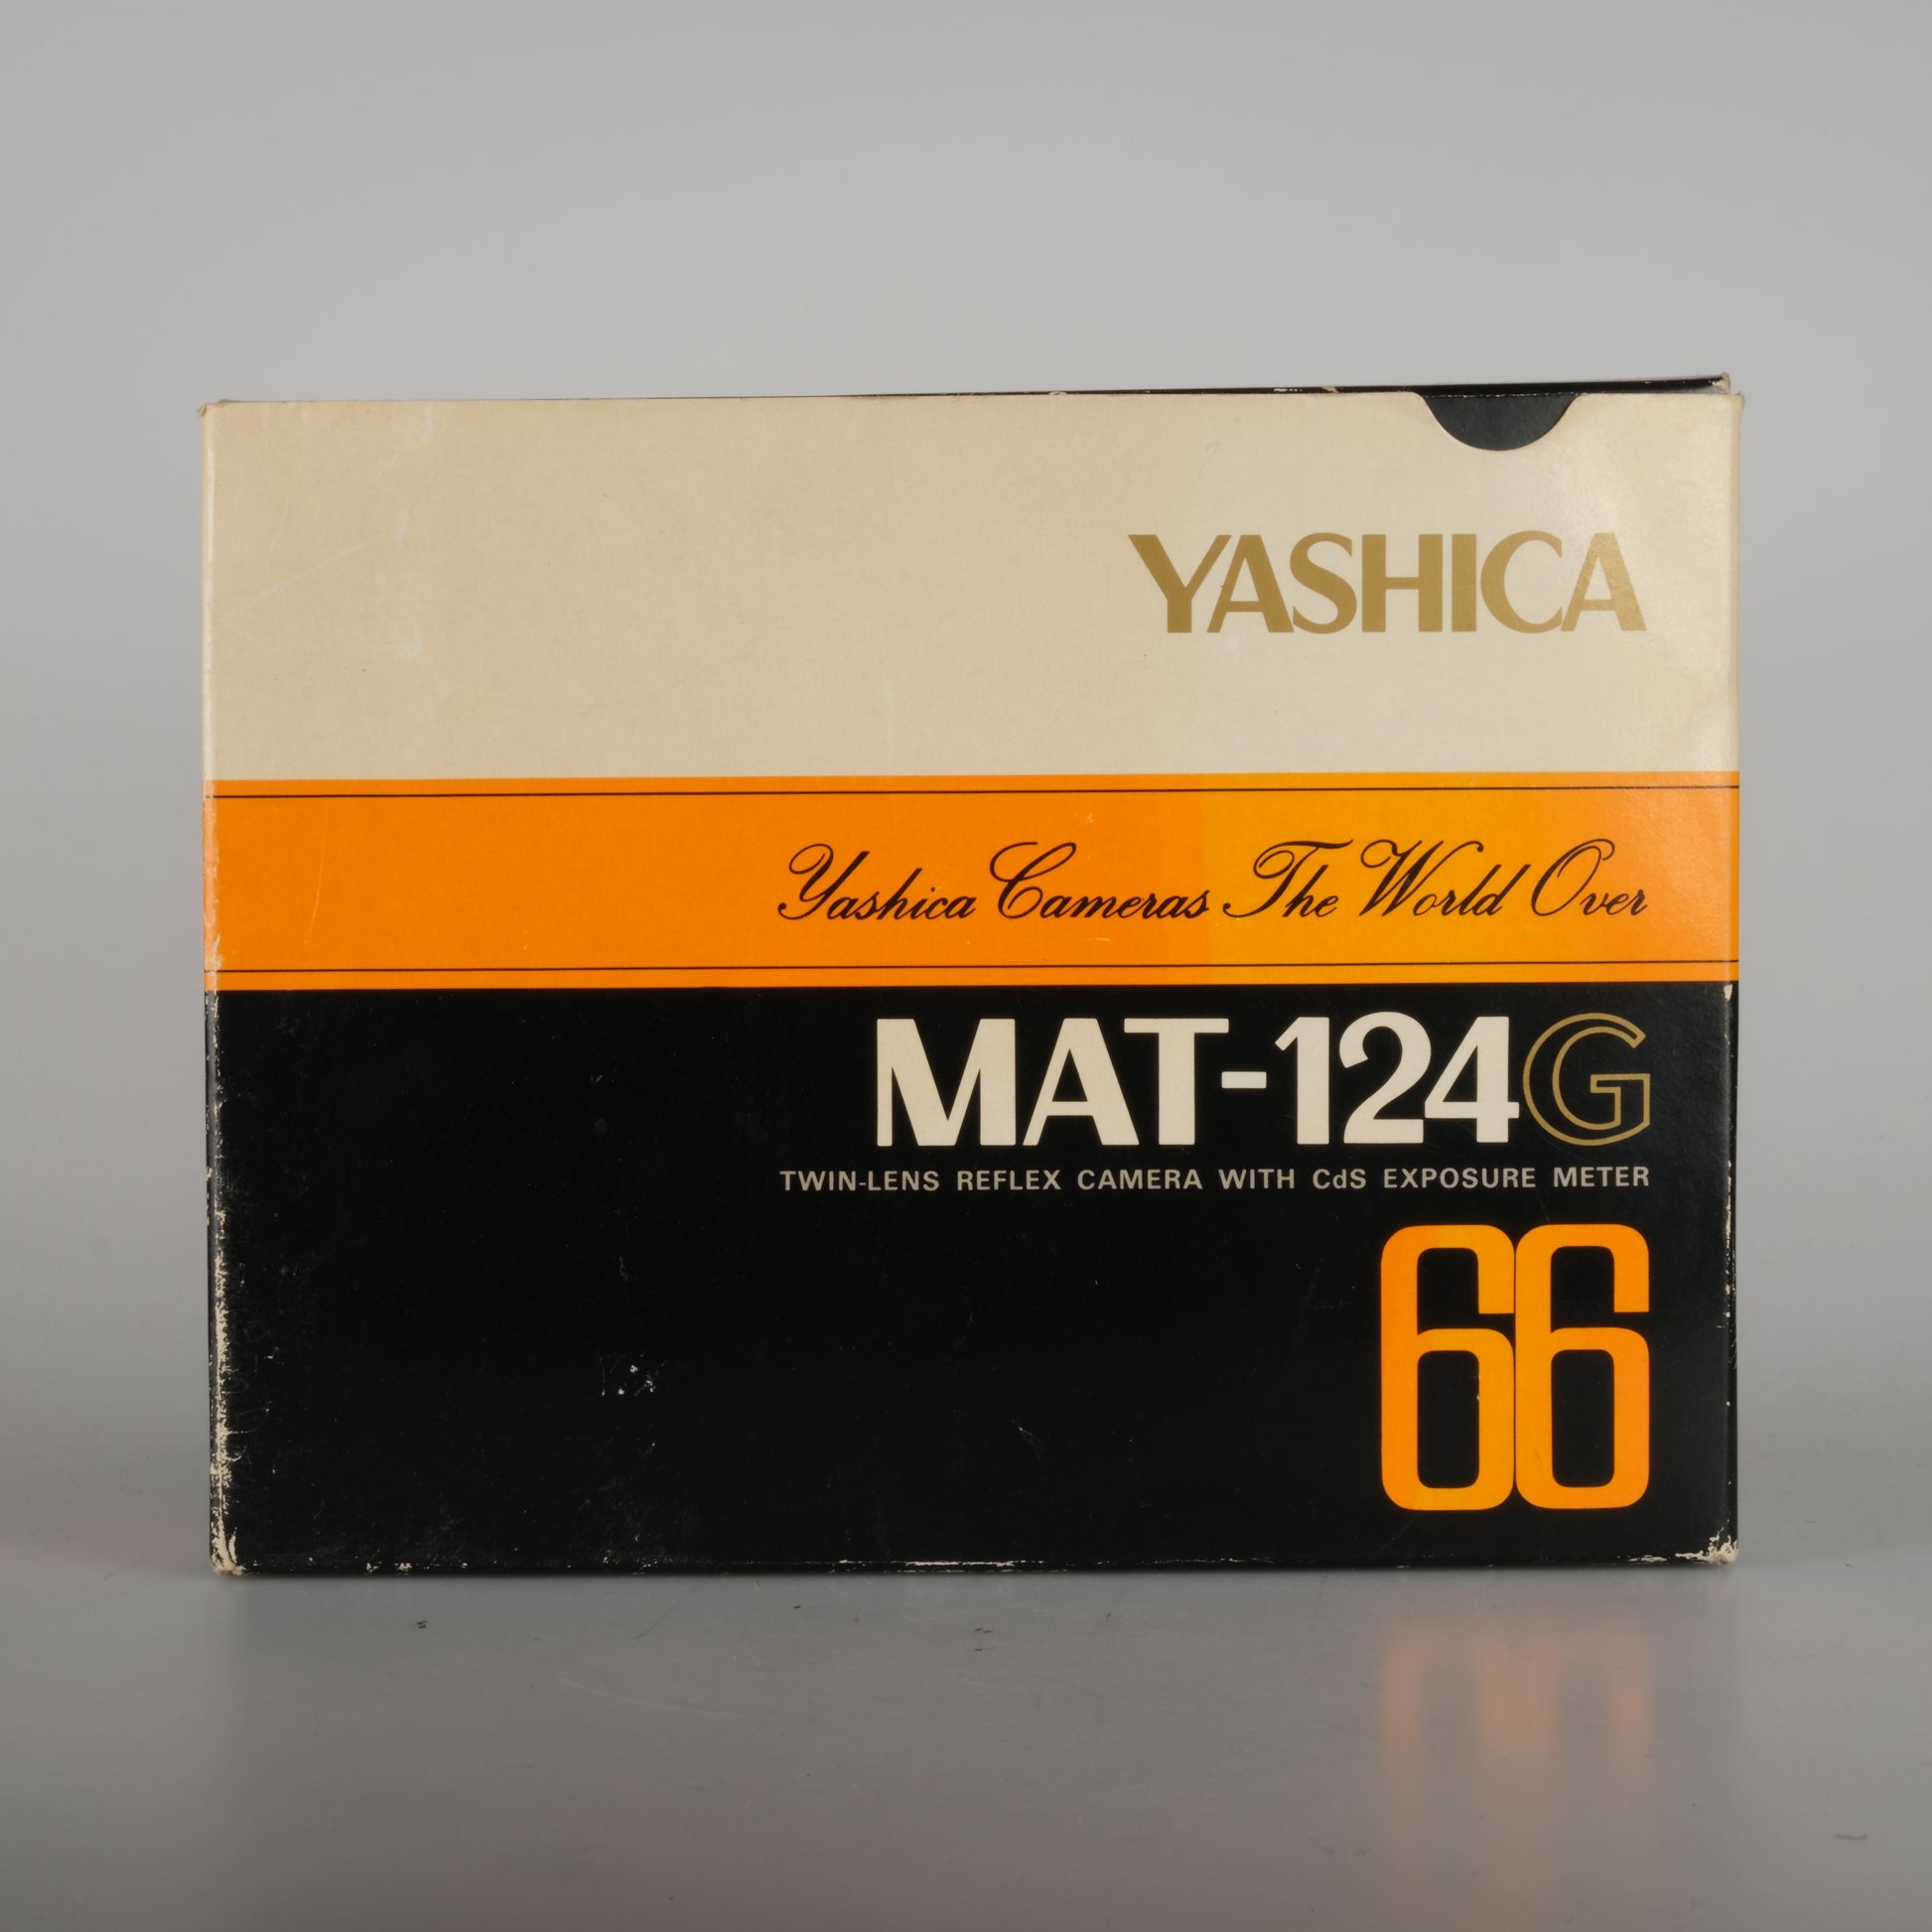 YASHICA
Yashica Cameras The World Over
MAT-124G
TWIN-LENS REFLEX CAMERA WITH CdS EXPOSURE METER
66